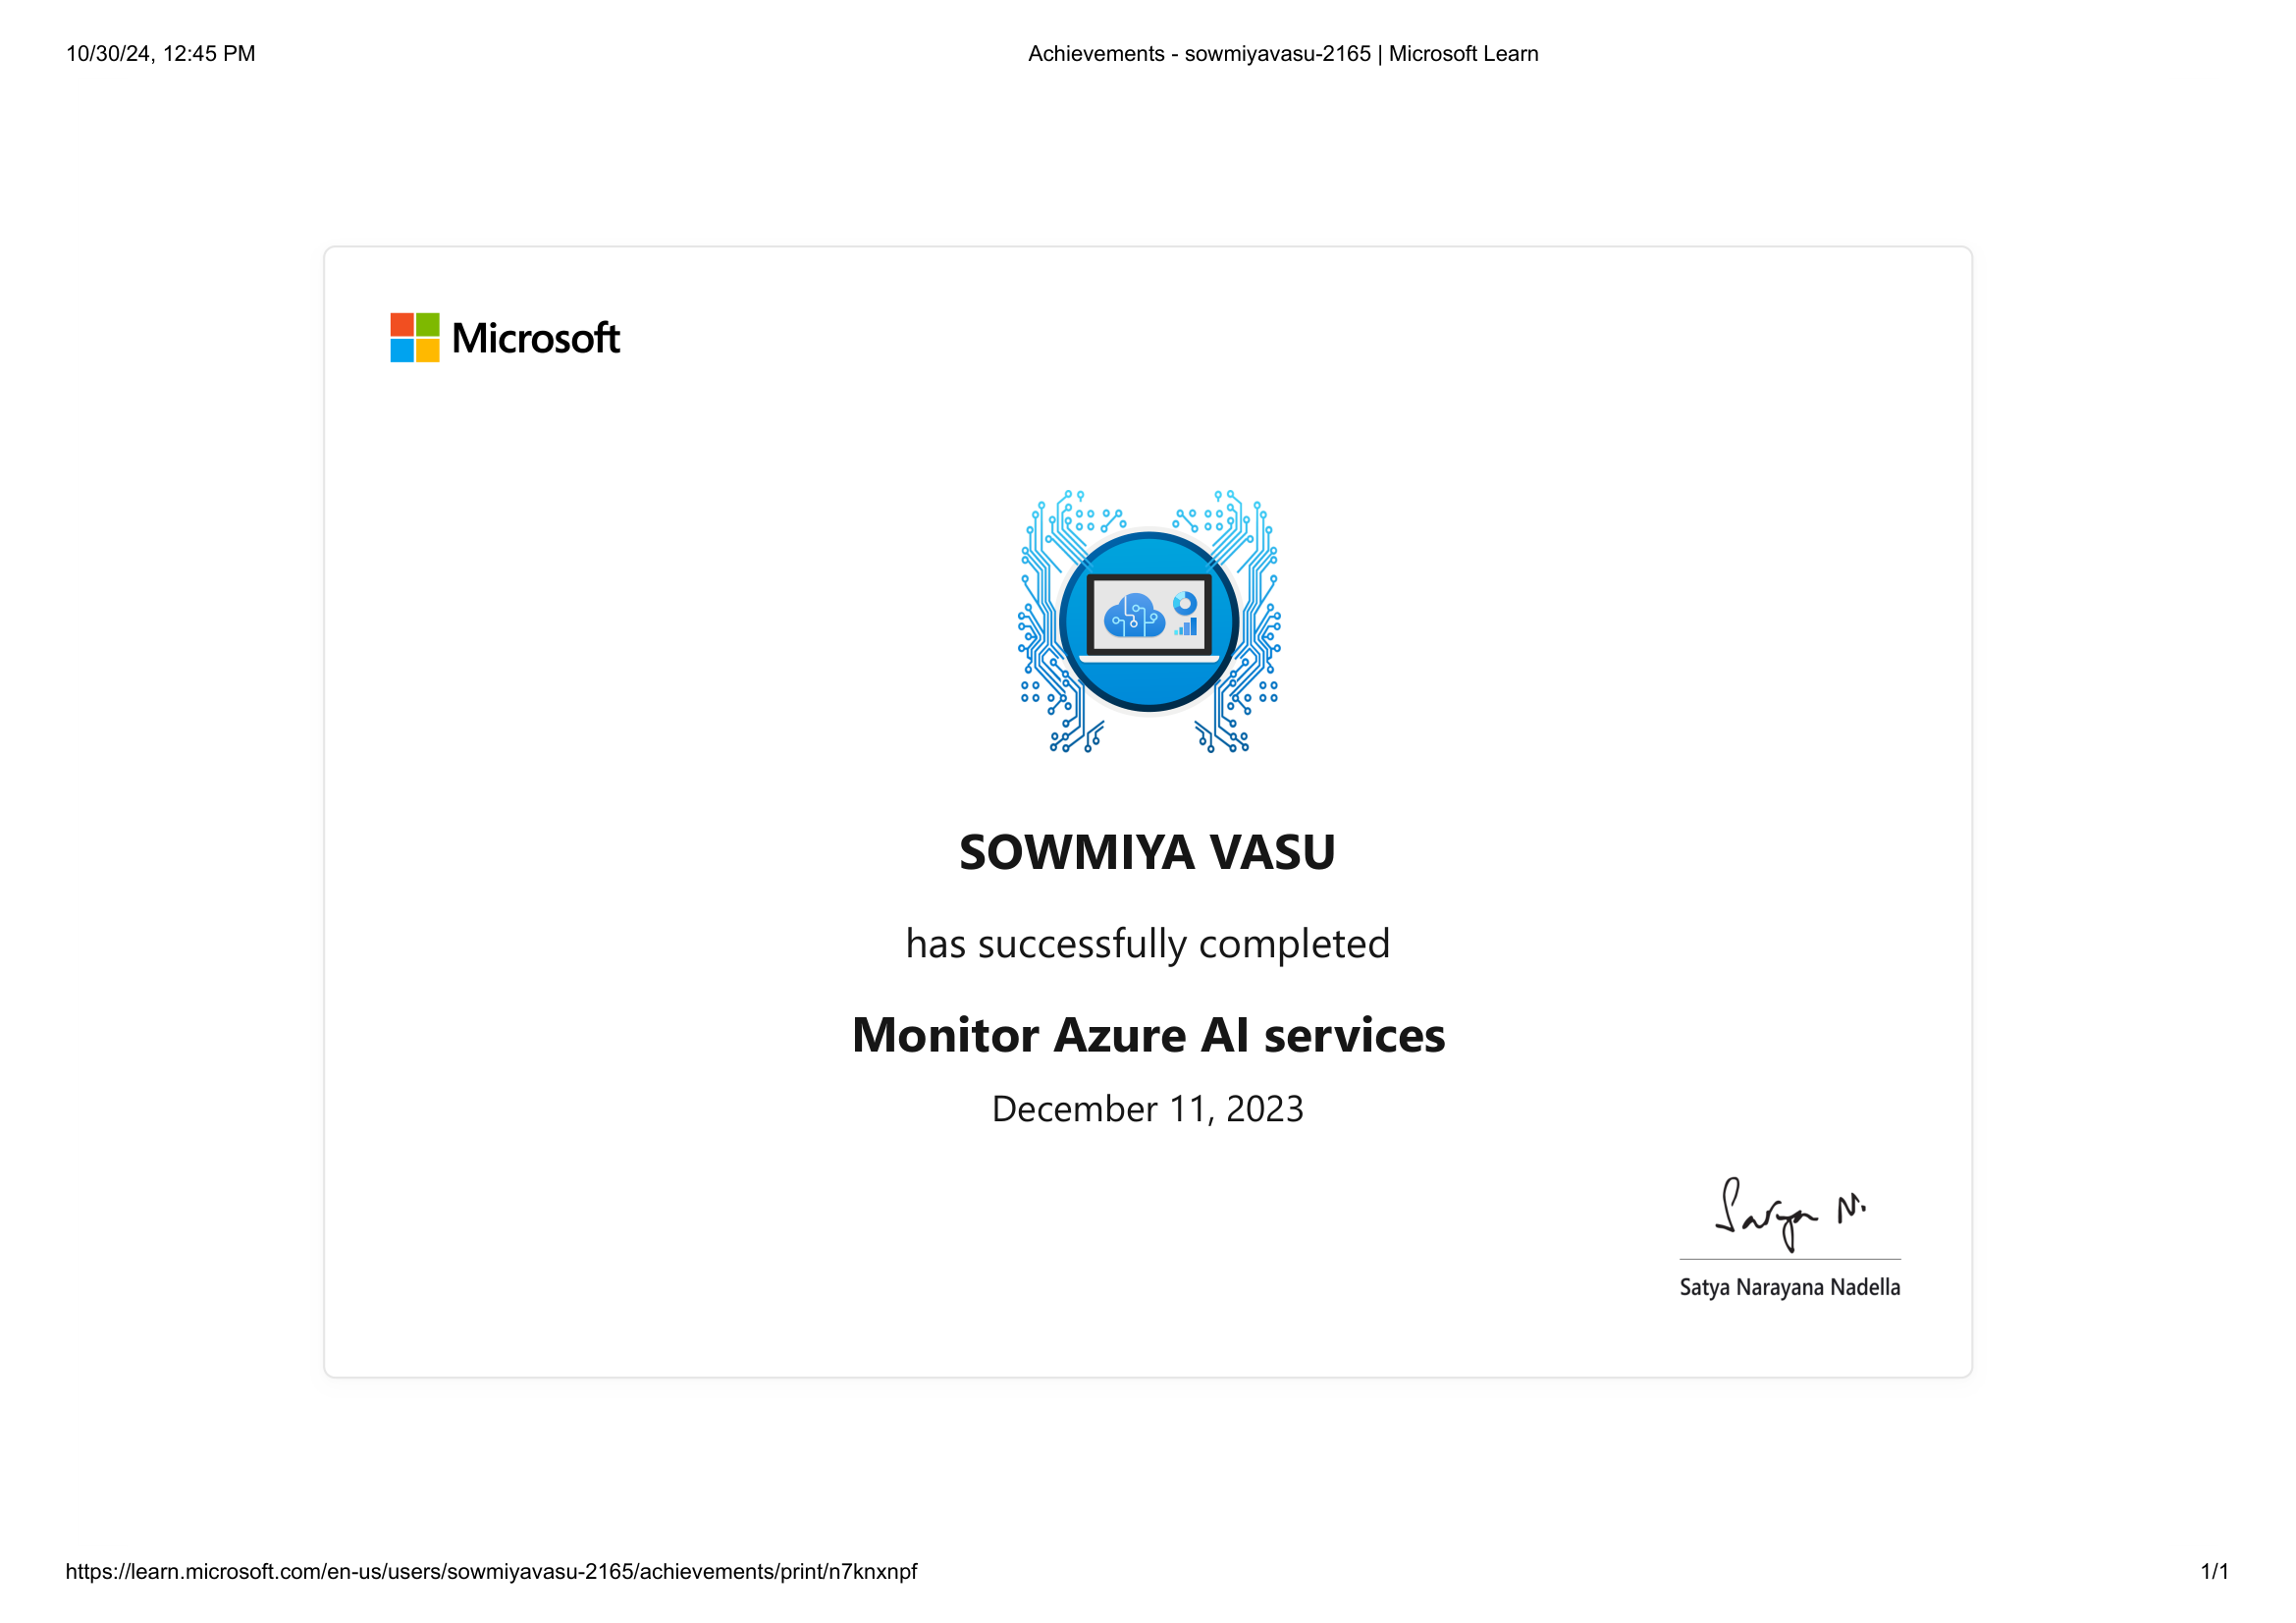 10/30/24, 12:45 PM
Achievements - sowmiyavasu-2165 | Microsoft Learn
Microsoft
SOWMIYA VASU
has successfully completed
Monitor Azure AI services
December 11, 2023
Satya N.
Satya Narayana Nadella
https://learn.microsoft.com/en-us/users/sowmiyavasu-2165/achievements/print/n7knxnpf
1/1